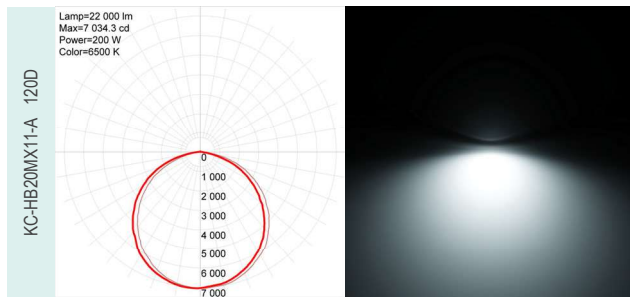 KC-HB20MX11-A 120D
Lamp=22 000 lm
Max=7 034.3 cd
Power=200 W
Color=6500 K
0
1 000
2 000
3 000
4 000
5 000
6 000
7 000